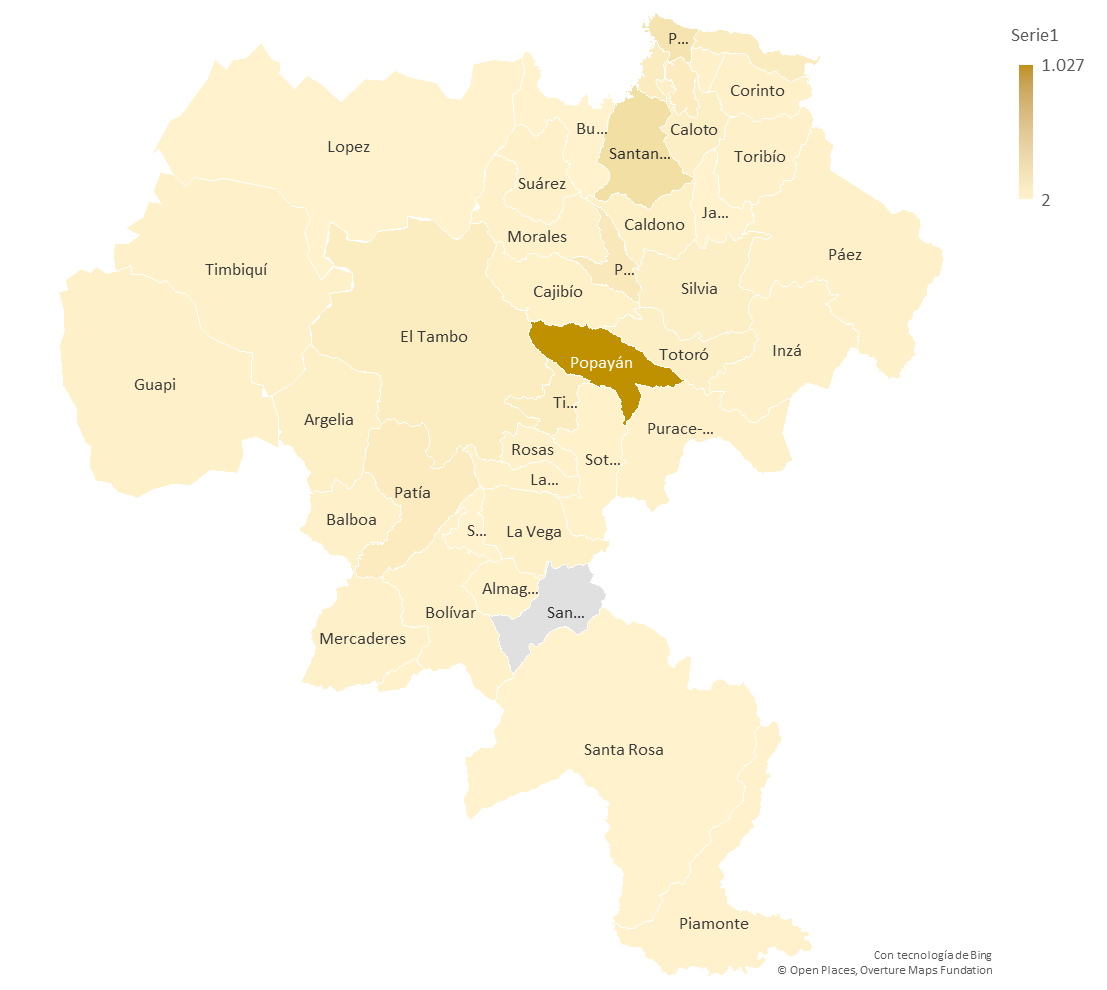 Serie1
1.027
2
P...
Corinto
Bu...
Caloto
Santan...
Toribío
Lopez
Suárez
Ja...
Caldono
Morales
Páez
Timbiquí
P...
Silvia
Cajibío
El Tambo
Popayán
Totoró
Inzá
Guapi
Ti...
Argelia
Purace-...
Rosas
Sot...
La...
Patía
Balboa
S...
La Vega
Almag...
Bolívar
San...
Mercaderes
Santa Rosa
Piamonte
Con tecnología de Bing
© Open Places, Overture Maps Fundation